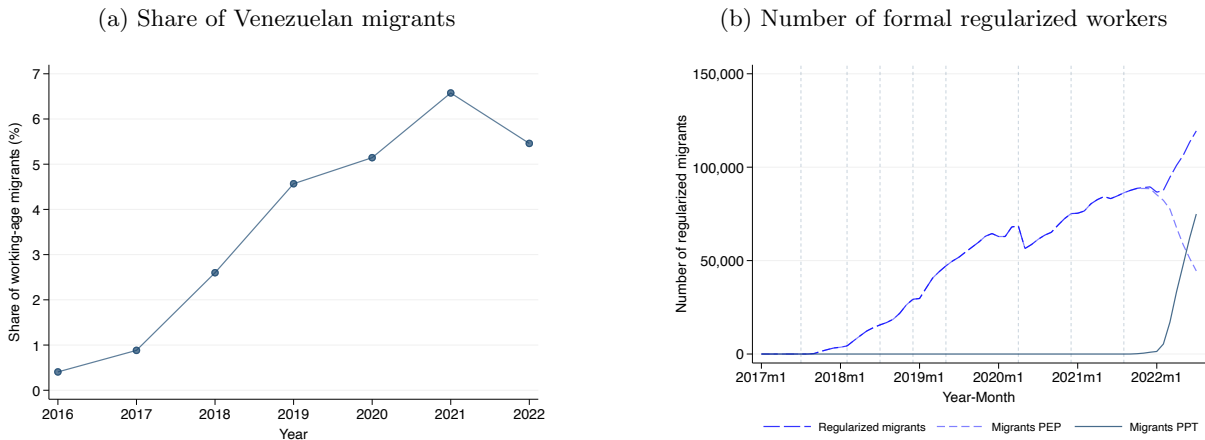 (a) Share of Venezuelan migrants
Share of working-age migrants (%)
7
6
5
4
3
2
1
0
2016 2017 2018 2019 2020 2021 2022
Year
(b) Number of formal regularized workers
Number of regularized migrants
150,000
100,000
50,000
0
2017m1 2018m1 2019m1 2020m1 2021m1 2022m1
Year-Month
Regularized migrants Migrants PEP Migrants PPT